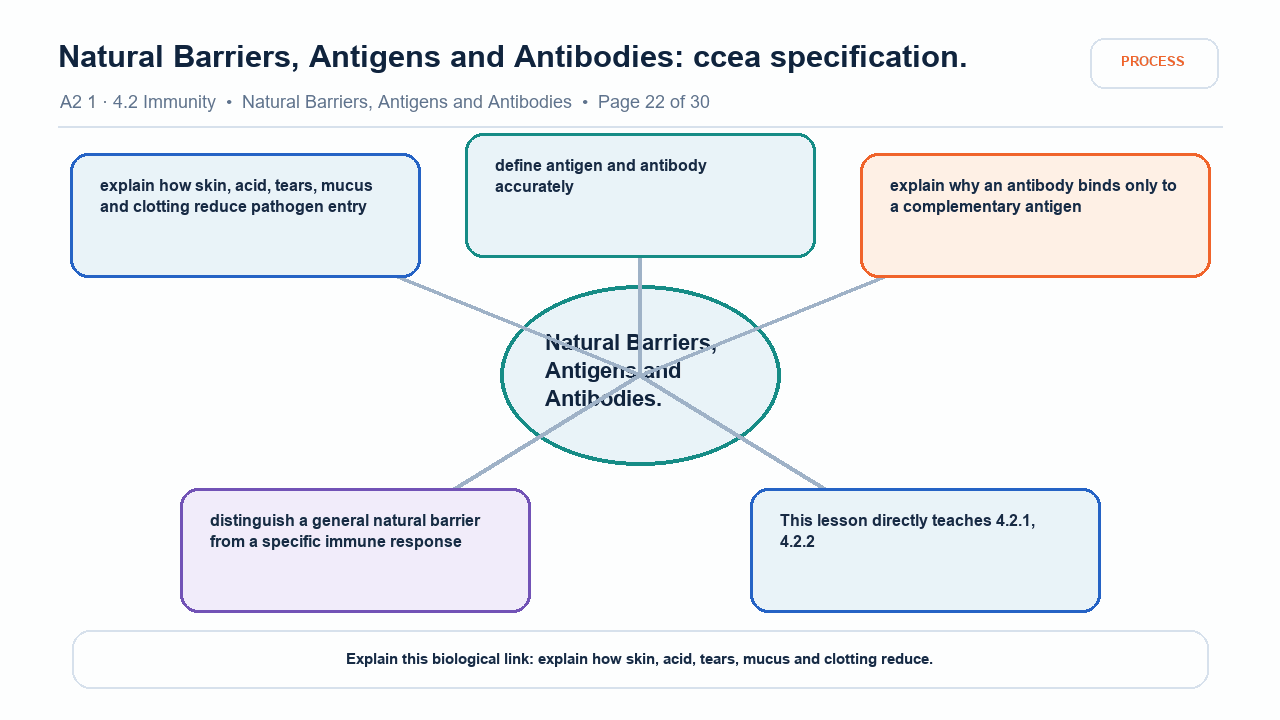 Natural Barriers, Antigens and Antibodies: ccea specification.
PROCESS
A2 1 · 4.2 Immunity • Natural Barriers, Antigens and Antibodies • Page 22 of 30
explain how skin, acid, tears, mucus
and clotting reduce pathogen entry
define antigen and antibody
accurately
explain why an antibody binds only to
a complementary antigen
Natural Barriers,
Antigens and
Antibodies.
distinguish a general natural barrier
from a specific immune response
This lesson directly teaches 4.2.1,
4.2.2
Explain this biological link: explain how skin, acid, tears, mucus and clotting reduce.